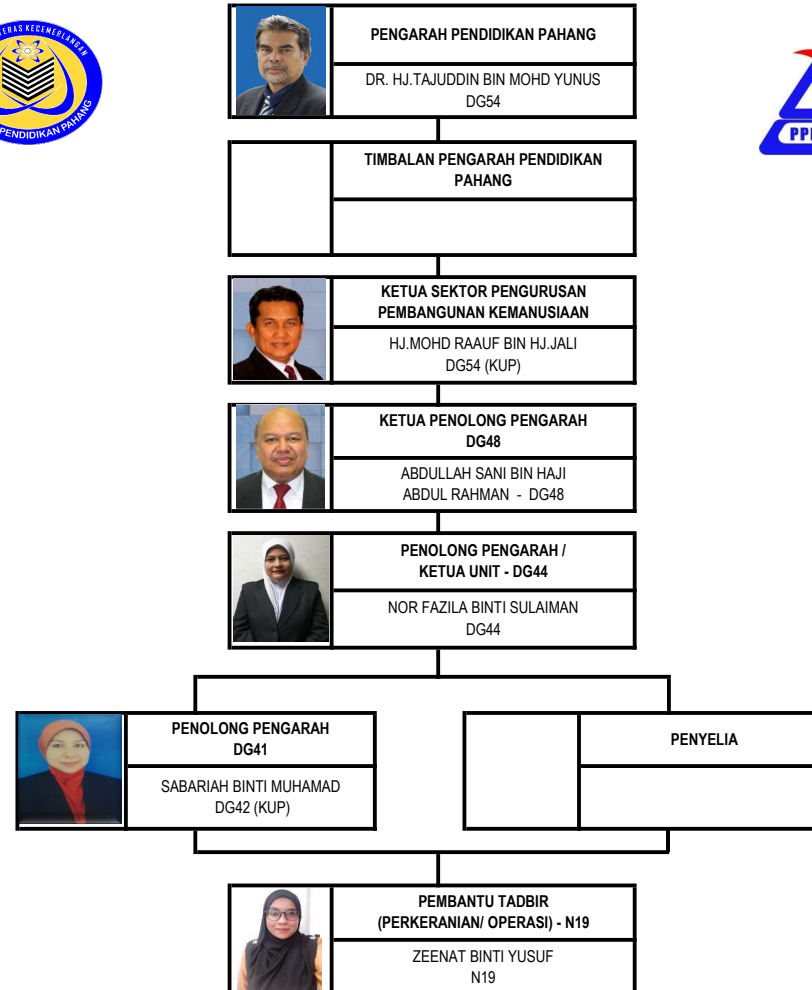 ERAS KECEMERLANGAN
PENDIDIKAN PAHANG
PENGARAH PENDIDIKAN PAHANG
DR. HJ.TAJUDDIN BIN MOHD YUNUS
DG54
TIMBALAN PENGARAH PENDIDIKAN
PAHANG
KETUA SEKTOR PENGURUSAN
PEMBANGUNAN KEMANUSIAAN
HJ.MOHD RAAUF BIN HJ.JALI
DG54 (KUP)
KETUA PENOLONG PENGARAH
DG48
ABDULLAH SANI BIN HAJI
ABDUL RAHMAN - DG48
PENOLONG PENGARAH /
KETUA UNIT - DG44
NOR FAZILA BINTI SULAIMAN
DG44
PENOLONG PENGARAH
DG41
SABARIAH BINTI MUHAMAD
DG42 (KUP)
PENYELIA
PEMBANTU TADBIR
(PERKERANIAN/ OPERASI) - N19
ZEENAT BINTI YUSUF
N19